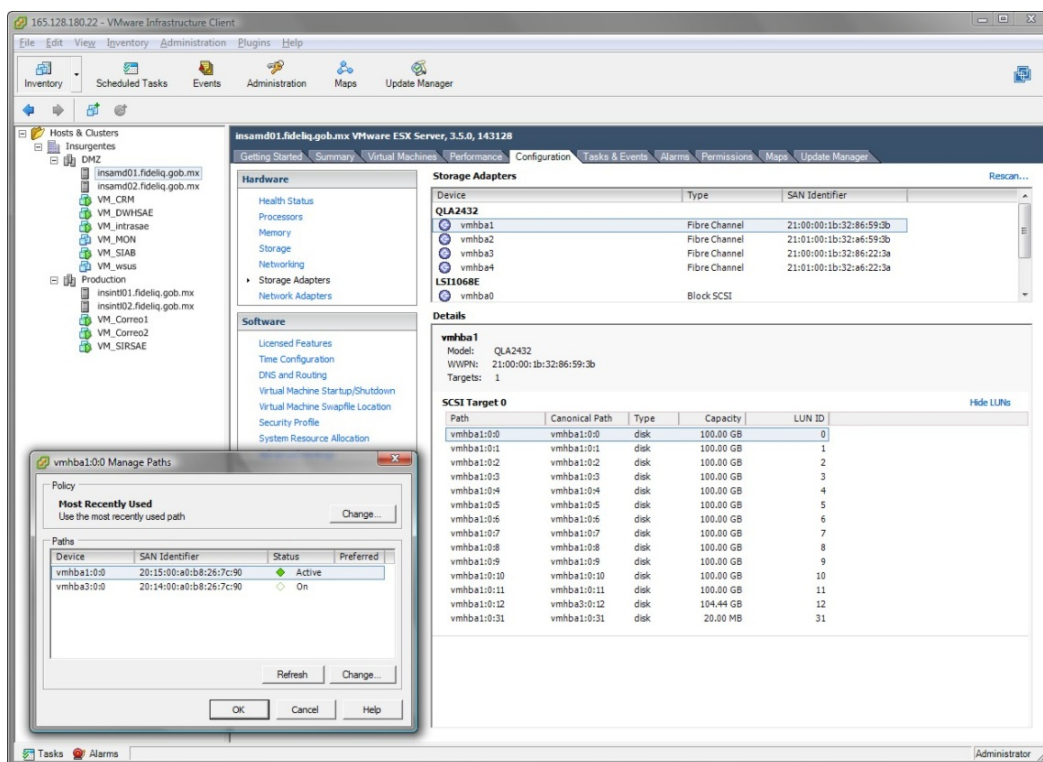 165.128.180.22 - VMware Infrastructure Client
File Edit View Inventory Administration Plugins Help
Inventory Scheduled Tasks Events Administration Maps Update Manager
Hosts & Clusters
Insurgentes
DMZ
insamd01.fideliq.gob.mx
insamd02.fideliq.gob.mx
VM_CRM
VM_DWHSAE
VM_intrasae
VM_MON
VM_SIAB
VM_wsus
Production
insintl01.fideliq.gob.mx
insintl02.fideliq.gob.mx
VM_Correo1
VM_Correo2
VM_SIRSAE
insamd01.fideliq.gob.mx VMware ESX Server, 3.5.0, 143128
Getting Started Summary Virtual Machines Performance Configuration Tasks & Events Alarms Permissions Maps Update Manager
Hardware
Health Status
Processors
Memory
Storage
Networking
Storage Adapters
Network Adapters
Software
Licensed Features
Time Configuration
DNS and Routing
Virtual Machine Startup/Shutdown
Virtual Machine Swapfile Location
Security Profile
System Resource Allocation
Storage Adapters Rescan...
Device Type SAN Identifier
QLA2432
vmhba1 Fibre Channel 21:00:00:1b:32:86:59:3b
vmhba2 Fibre Channel 21:01:00:1b:32:a6:59:3b
vmhba3 Fibre Channel 21:00:00:1b:32:86:22:3a
vmhba4 Fibre Channel 21:01:00:1b:32:a6:22:3a
LSI1068E
vmhba0 Block SCSI
Details
vmhba1
Model: QLA2432
WWPN: 21:00:00:1b:32:86:59:3b
Targets: 1
SCSI Target 0 Hide LUNs
Path Canonical Path Type Capacity LUN ID
vmhba1:0:0 vmhba1:0:0 disk 100.00 GB 0
vmhba1:0:1 vmhba1:0:1 disk 100.00 GB 1
vmhba1:0:2 vmhba1:0:2 disk 100.00 GB 2
vmhba1:0:3 vmhba1:0:3 disk 100.00 GB 3
vmhba1:0:4 vmhba1:0:4 disk 100.00 GB 4
vmhba1:0:5 vmhba1:0:5 disk 100.00 GB 5
vmhba1:0:6 vmhba1:0:6 disk 100.00 GB 6
vmhba1:0:7 vmhba1:0:7 disk 100.00 GB 7
vmhba1:0:8 vmhba1:0:8 disk 100.00 GB 8
vmhba1:0:9 vmhba1:0:9 disk 100.00 GB 9
vmhba1:0:10 vmhba1:0:10 disk 100.00 GB 10
vmhba1:0:11 vmhba1:0:11 disk 100.00 GB 11
vmhba1:0:12 vmhba3:0:12 disk 104.44 GB 12
vmhba1:0:31 vmhba1:0:31 disk 20.00 MB 31
vmhba1:0:0 Manage Paths
Policy
Most Recently Used
Use the most recently used path
Change...
Paths
Device SAN Identifier Status Preferred
vmhba1:0:0 20:15:00:a0:b8:26:7c:90 Active
vmhba3:0:0 20:14:00:a0:b8:26:7c:90 On
Refresh Change...
OK Cancel Help
Tasks Alarms Administrator